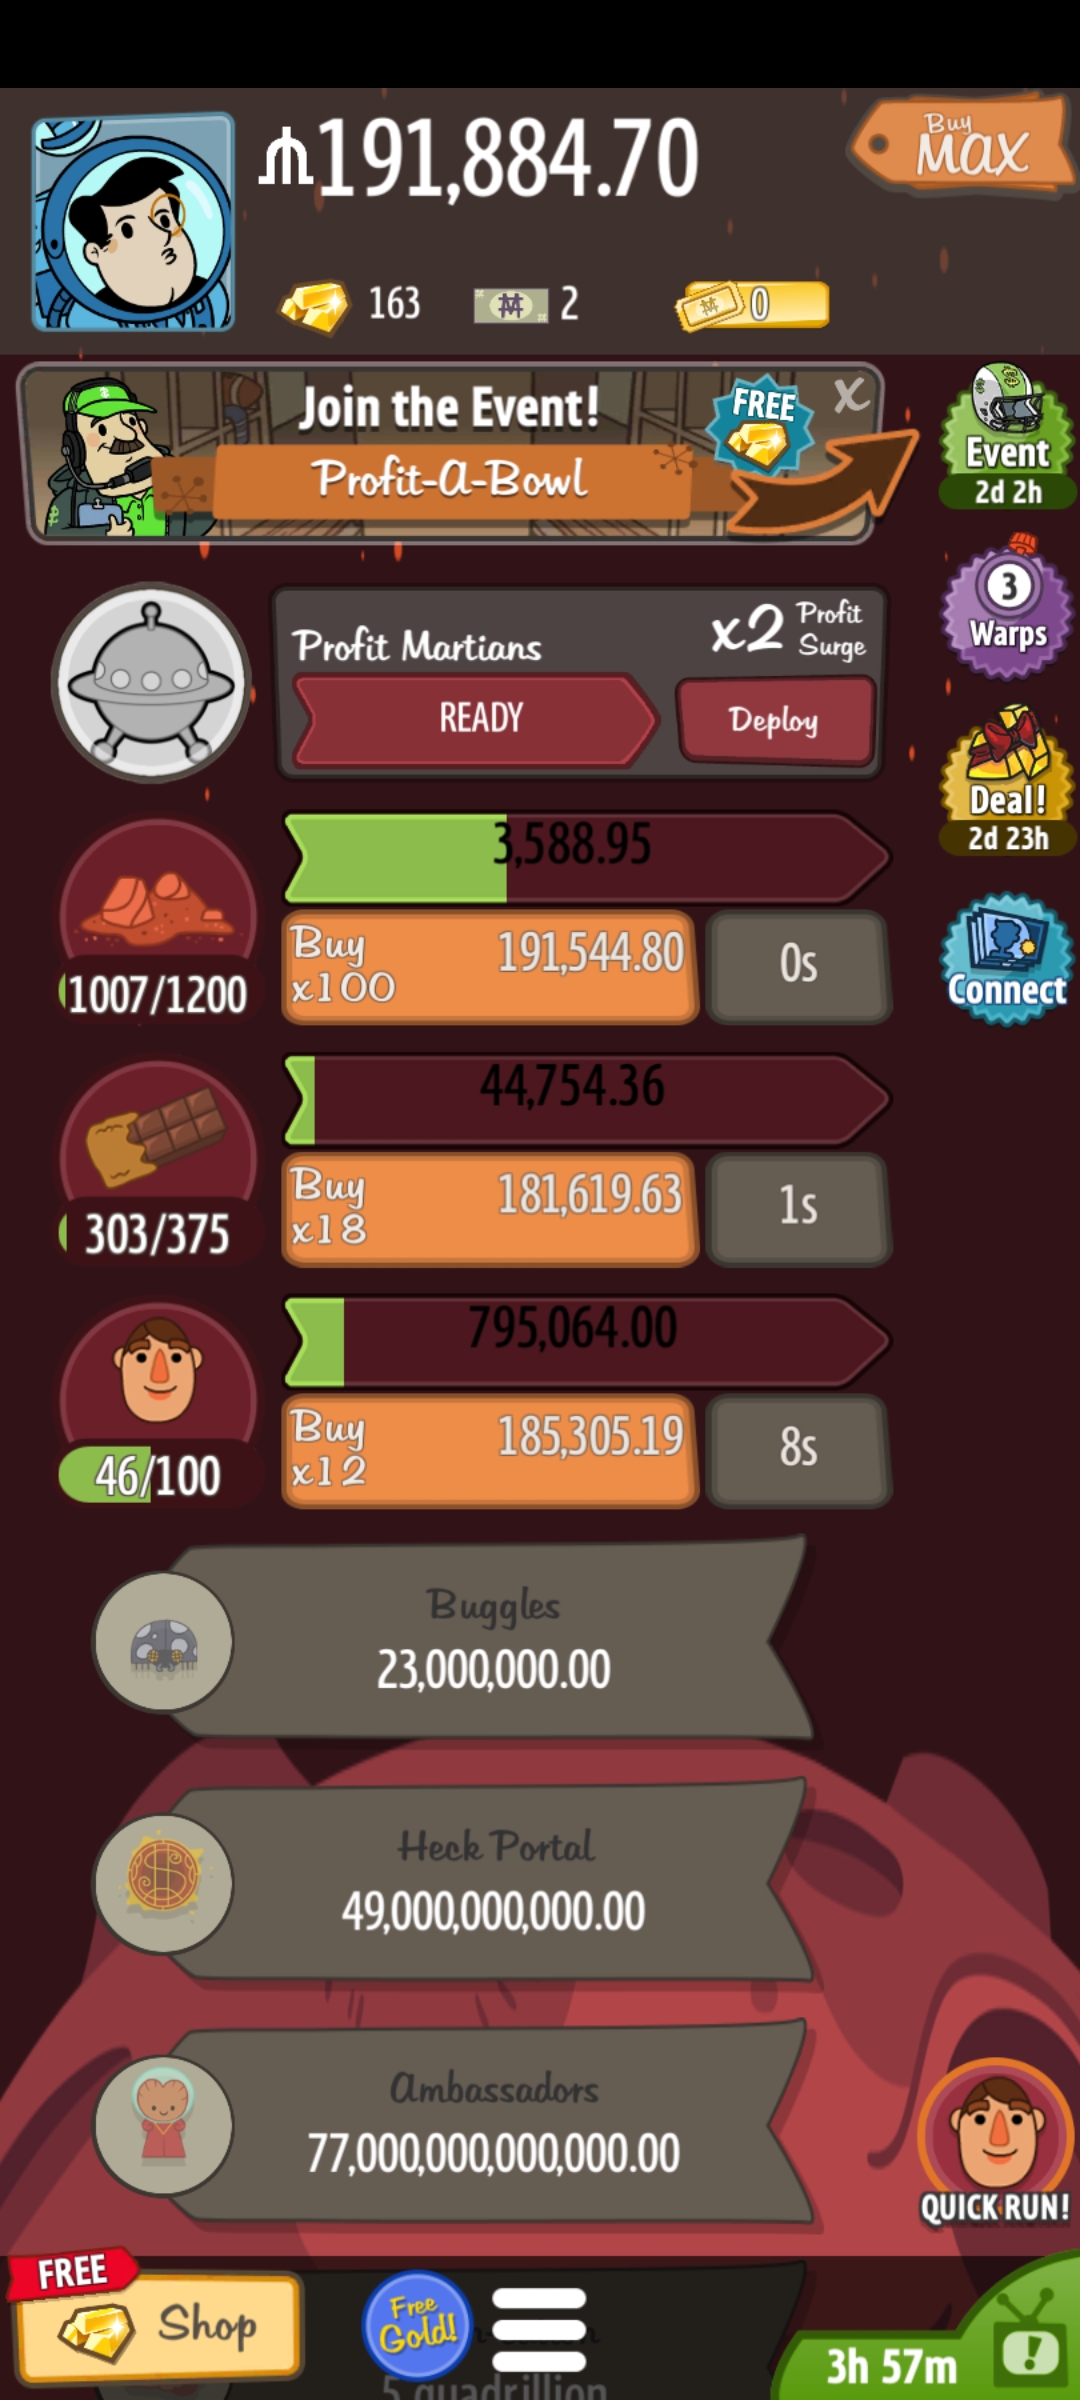 ₼191,884.70
Buy
MAX
163
2
0
Join the Event!
FREE
X
Profit-A-Bowl
Event
2d 2h
3
Warps
Profit Martians
x2 Profit
Surge
READY
Deploy
Deal!
2d 23h
3,588.95
Buy
x100
191,544.80
0s
1007/1200
Connect
44,754.36
Buy
x18
181,619.63
1s
303/375
795,064.00
Buy
x12
185,305.19
8s
46/100
Buggles
23,000,000.00
Heck Portal
49,000,000,000.00
Ambassadors
77,000,000,000,000.00
QUICK RUN!
FREE
Shop
Free
Gold!
3h 57m
5 quadrillion